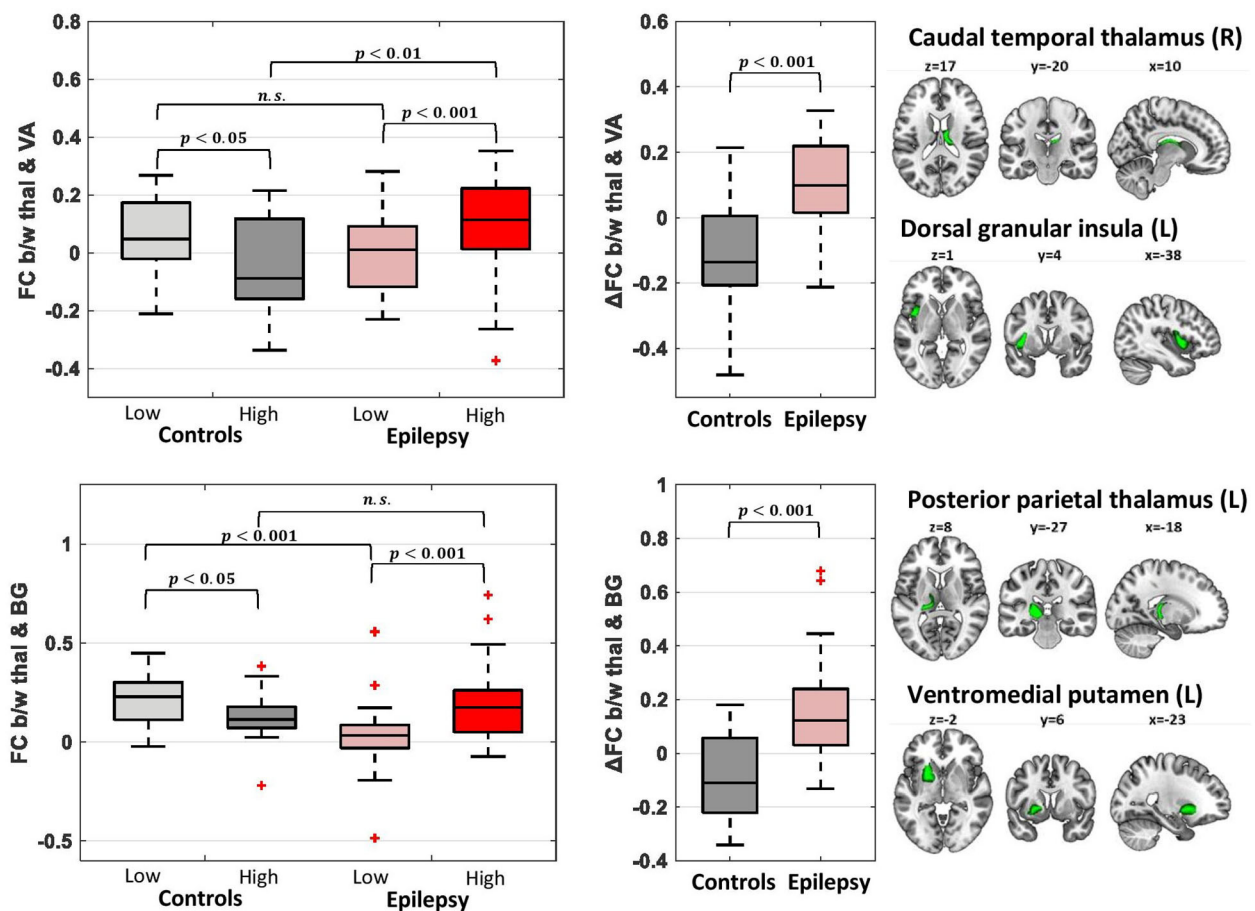 0.8
0.6
0.4
0.2
0
-0.2
-0.4
FC b/w thal & VA
p < 0.01
n.s.
p < 0.001
p < 0.05
Low High Low High
Controls Epilepsy
0.6
0.4
0.2
0
-0.2
-0.4
ΔFC b/w thal & VA
p < 0.001
Controls Epilepsy
Caudal temporal thalamus (R)
z=17 y=-20 x=10
Dorsal granular insula (L)
z=1 y=4 x=-38
1
0.5
0
-0.5
FC b/w thal & BG
n.s.
p < 0.001
p < 0.001
p < 0.05
Low High Low High
Controls Epilepsy
1
0.8
0.6
0.4
0.2
0
-0.2
-0.4
ΔFC b/w thal & BG
p < 0.001
Controls Epilepsy
Posterior parietal thalamus (L)
z=8 y=-27 x=-18
Ventromedial putamen (L)
z=-2 y=6 x=-23